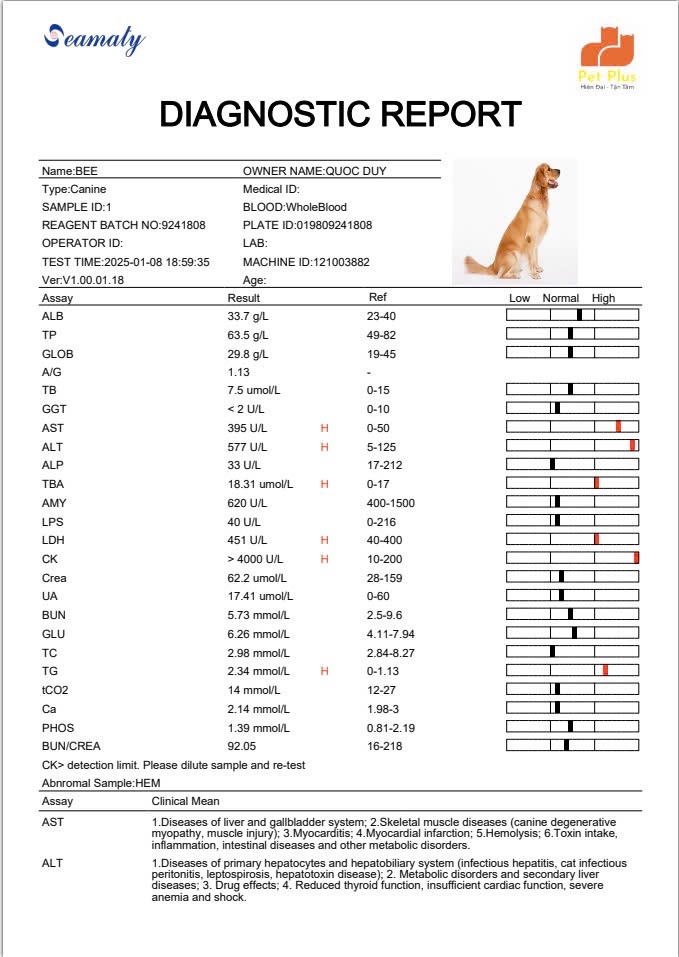 Seamaty
Pet Plus
Hiện Đại - Tận Tâm
DIAGNOSTIC REPORT
Name:BEE OWNER NAME:QUOC DUY
Type:Canine Medical ID:
SAMPLE ID:1 BLOOD:WholeBlood
REAGENT BATCH NO:9241808 PLATE ID:019809241808
OPERATOR ID: LAB:
TEST TIME:2025-01-08 18:59:35 MACHINE ID:121003882
Ver:V1.00.01.18 Age:
Assay Result Ref Low Normal High
ALB 33.7 g/L 23-40
TP 63.5 g/L 49-82
GLOB 29.8 g/L 19-45
A/G 1.13 -
TB 7.5 umol/L 0-15
GGT < 2 U/L 0-10
AST 395 U/L H 0-50
ALT 577 U/L H 5-125
ALP 33 U/L 17-212
TBA 18.31 umol/L H 0-17
AMY 620 U/L 400-1500
LPS 40 U/L 0-216
LDH 451 U/L H 40-400
CK > 4000 U/L H 10-200
Crea 62.2 umol/L 28-159
UA 17.41 umol/L 0-60
BUN 5.73 mmol/L 2.5-9.6
GLU 6.26 mmol/L 4.11-7.94
TC 2.98 mmol/L 2.84-8.27
TG 2.34 mmol/L H 0-1.13
tCO2 14 mmol/L 12-27
Ca 2.14 mmol/L 1.98-3
PHOS 1.39 mmol/L 0.81-2.19
BUN/CREA 92.05 16-218
CK> detection limit. Please dilute sample and re-test
Abnromal Sample:HEM
Assay Clinical Mean
AST 1.Diseases of liver and gallbladder system; 2.Skeletal muscle diseases (canine degenerative
myopathy, muscle injury); 3.Myocarditis; 4.Myocardial infarction; 5.Hemolysis; 6.Toxin intake,
inflammation, intestinal diseases and other metabolic disorders.
ALT 1.Diseases of primary hepatocytes and hepatobiliary system (infectious hepatitis, cat infectious
peritonitis, leptospirosis, hepatotoxin disease); 2. Metabolic disorders and secondary liver
diseases; 3. Drug effects; 4. Reduced thyroid function, insufficient cardiac function, severe
anemia and shock.